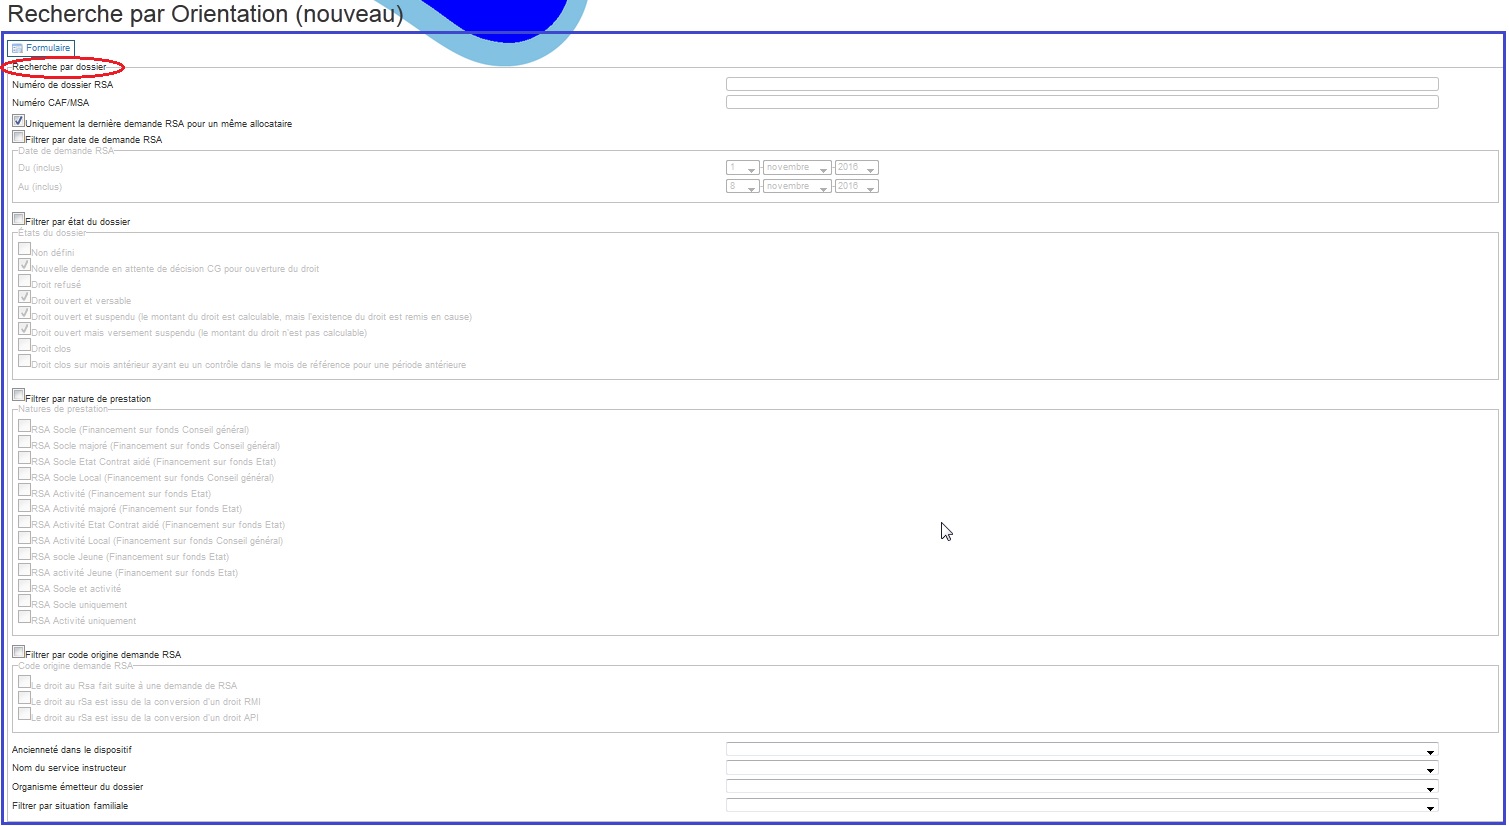 Recherche par Orientation (nouveau)
Formulaire
Recherche par dossier
Numéro de dossier RSA
Numéro CAF/MSA
Uniquement la dernière demande RSA pour un même allocataire
Filtrer par date de demande RSA
Date de demande RSA
Du (inclus) 1 - novembre - 2016
Au (inclus) 8 - novembre - 2016
Filtrer par état du dossier
États du dossier
Non défini
Nouvelle demande en attente de décision CG pour ouverture du droit
Droit refusé
Droit ouvert et versable
Droit ouvert et suspendu (le montant du droit est calculable, mais l'existence du droit est remis en cause)
Droit ouvert mais versement suspendu (le montant du droit n'est pas calculable)
Droit clos
Droit clos sur mois antérieur ayant eu un contrôle dans le mois de référence pour une période antérieure
Filtrer par nature de prestation
Natures de prestation
RSA Socle (Financement sur fonds Conseil général)
RSA Socle majoré (Financement sur fonds Conseil général)
RSA Socle Etat Contrat aidé (Financement sur fonds Etat)
RSA Socle Local (Financement sur fonds Conseil général)
RSA Activité (Financement sur fonds Etat)
RSA Activité majoré (Financement sur fonds Etat)
RSA Activité Etat Contrat aidé (Financement sur fonds Etat)
RSA Activité Local (Financement sur fonds Conseil général)
RSA socle Jeune (Financement sur fonds Etat)
RSA activité Jeune (Financement sur fonds Etat)
RSA Socle et activité
RSA Socle uniquement
RSA Activité uniquement
Filtrer par code origine demande RSA
Code origine demande RSA
Le droit au Rsa fait suite à une demande de RSA
Le droit au rSa est issu de la conversion d'un droit RMI
Le droit au rSa est issu de la conversion d'un droit API
Ancienneté dans le dispositif
Nom du service instructeur
Organisme émetteur du dossier
Filtrer par situation familiale